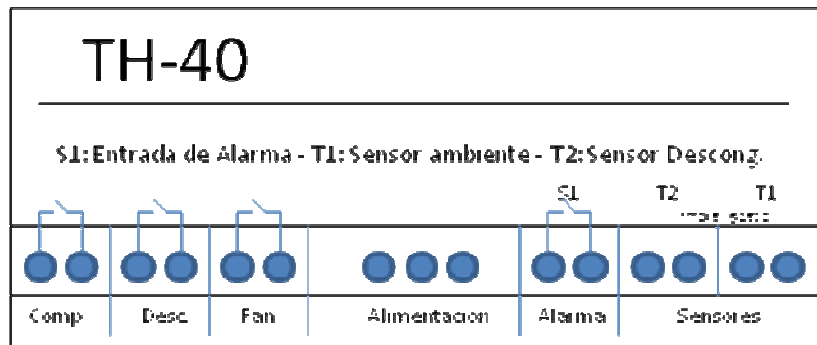 TH-40
S1: Entrada de Alarma - T1: Sensor ambiente - T2: Sensor Descong.
S1 T2 T1
Comp Desc. Fan Alimentacion Alarma Sensores